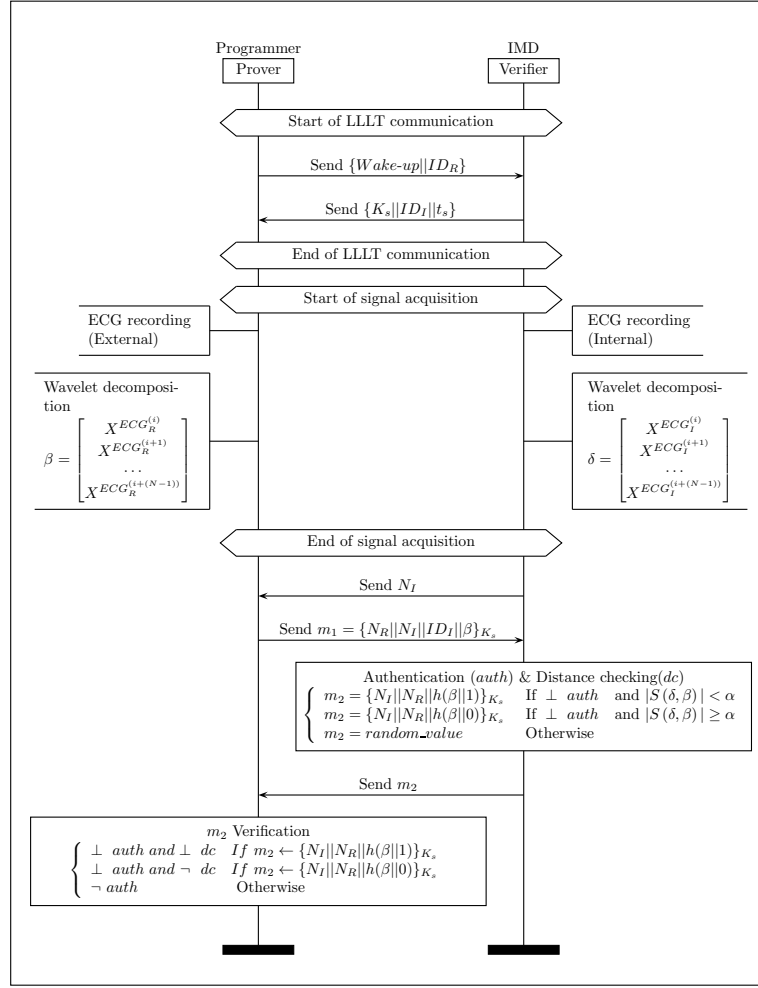 Programmer
IMD
Prover
Verifier
Start of LLLT communication
Send {Wake-up||ID_R}
Send {K_s||ID_I||t_s}
End of LLLT communication
Start of signal acquisition
ECG recording
(External)
ECG recording
(Internal)
Wavelet decomposi-
tion
β = [X^{ECG_R^{(i)}}
X^{ECG_R^{(i+1)}}
...
X^{ECG_R^{(i+(N-1))}}]
Wavelet
decomposition
δ = [X^{ECG_I^{(i)}}
X^{ECG_I^{(i+1)}}
...
X^{ECG_I^{(i+(N-1))}}]
End of signal acquisition
Send N_I
Send m_1 = {N_R||N_I||ID_I||β}_{K_s}
Authentication (auth) & Distance checking(dc)
m_2 = {N_I||N_R||h(β||1)}_{K_s} If ⊥ auth and |S (δ, β) | < α
m_2 = {N_I||N_R||h(β||0)}_{K_s} If ⊥ auth and |S (δ, β) | ≥ α
m_2 = random_value Otherwise
Send m_2
m_2 Verification
⊥ auth and ⊥ dc If m_2 ← {N_I||N_R||h(β||1)}_{K_s}
⊥ auth and ¬ dc If m_2 ← {N_I||N_R||h(β||0)}_{K_s}
¬ auth Otherwise